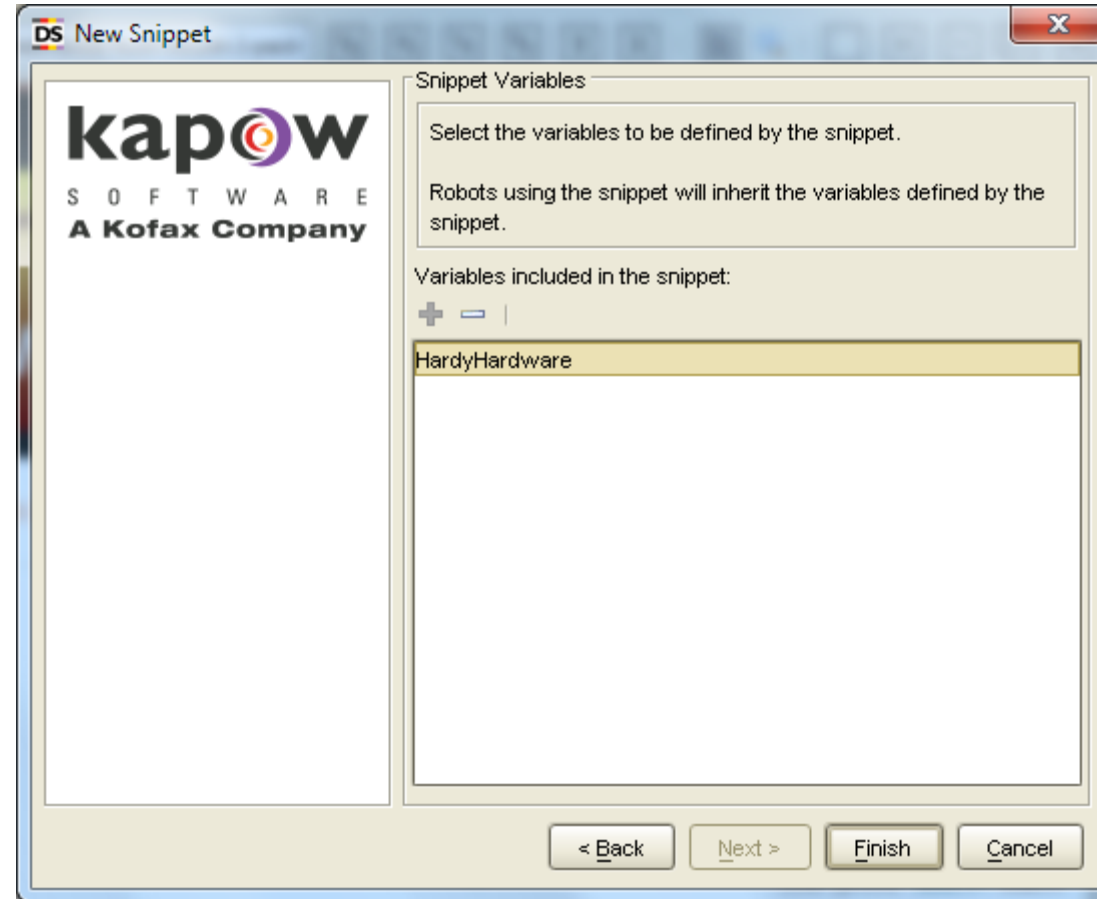 DS New Snippet
kapow
SOFTWARE
A Kofax Company
Snippet Variables
Select the variables to be defined by the snippet.
Robots using the snippet will inherit the variables defined by the
snippet.
Variables included in the snippet:
HardyHardware
< Back
Next >
Finish
Cancel